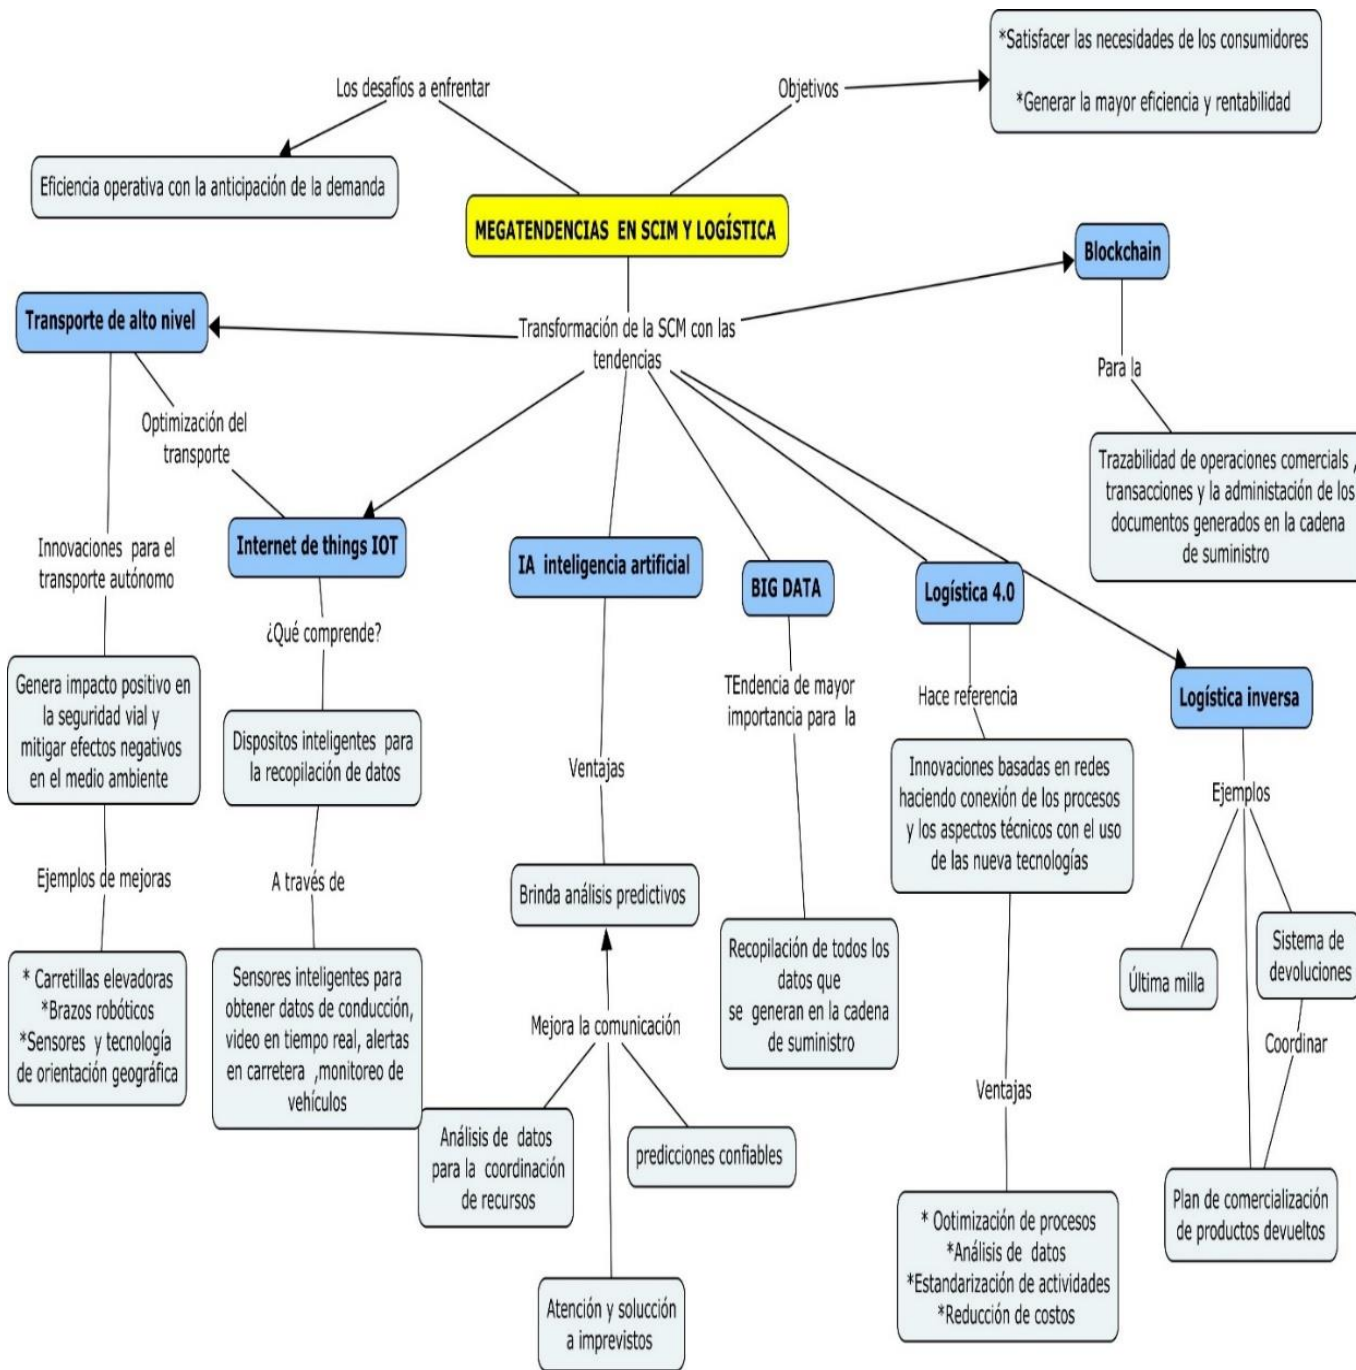 *Satisfacer las necesidades de los consumidores
*Generar la mayor eficiencia y rentabilidad
Los desafíos a enfrentar
Objetivos
Eficiencia operativa con la anticipación de la demanda
MEGATENDENCIAS EN SCIM Y LOGÍSTICA
Blockchain
Transporte de alto nivel
Transformación de la SCM con las
tendencias
Para la
Optimización del
transporte
Trazabilidad de operaciones comercials ,
transacciones y la administación de los
documentos generados en la cadena
de suministro
Innovaciones para el
transporte autónomo
Internet de things IOT
IA inteligencia artificial
BIG DATA
Logística 4.0
¿Qué comprende?
Genera impacto positivo en
la seguridad vial y
mitigar efectos negativos
en el medio ambiente
TEndencia de mayor
importancia para la
Hace referencia
Logística inversa
Dispositos inteligentes para
la recopilación de datos
Ventajas
Innovaciones basadas en redes
haciendo conexión de los procesos
y los aspectos técnicos con el uso
de las nueva tecnologías
Ejemplos
Ejemplos de mejoras
A través de
Brinda análisis predictivos
* Carretillas elevadoras
*Brazos robóticos
*Sensores y tecnología
de orientación geográfica
Sensores inteligentes para
obtener datos de conducción,
video en tiempo real, alertas
en carretera ,monitoreo de
vehículos
Mejora la comunicación
Recopilación de todos los
datos que
se generan en la cadena
de suministro
Última milla
Sistema de
devoluciones
Coordinar
Ventajas
Análisis de datos
para la coordinación
de recursos
predicciones confiables
Plan de comercialización
de productos devueltos
* Ootimización de procesos
*Análisis de datos
*Estandarización de actividades
*Reducción de costos
Atención y solucción
a imprevistos